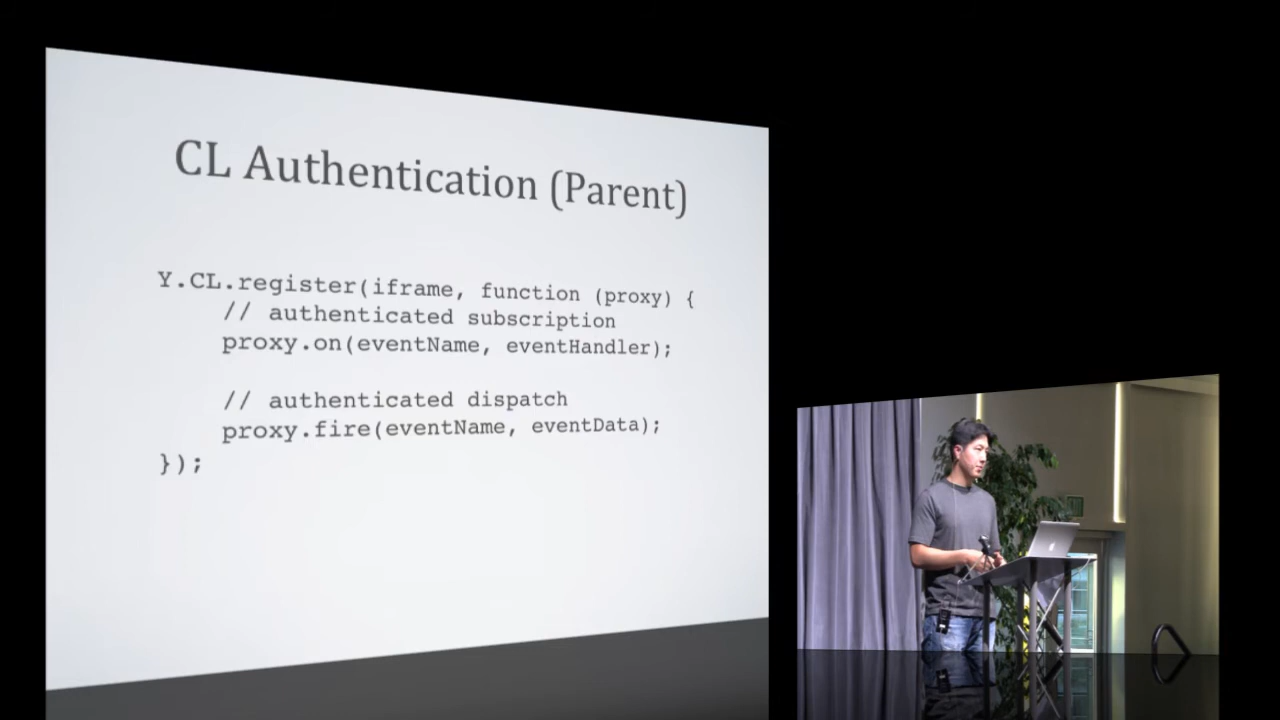 CL Authentication (Parent)
Y.CL.register(iframe, function (proxy) {
// authenticated subscription
proxy.on(eventName, eventHandler);
// authenticated dispatch
proxy.fire(eventName, eventData);
});